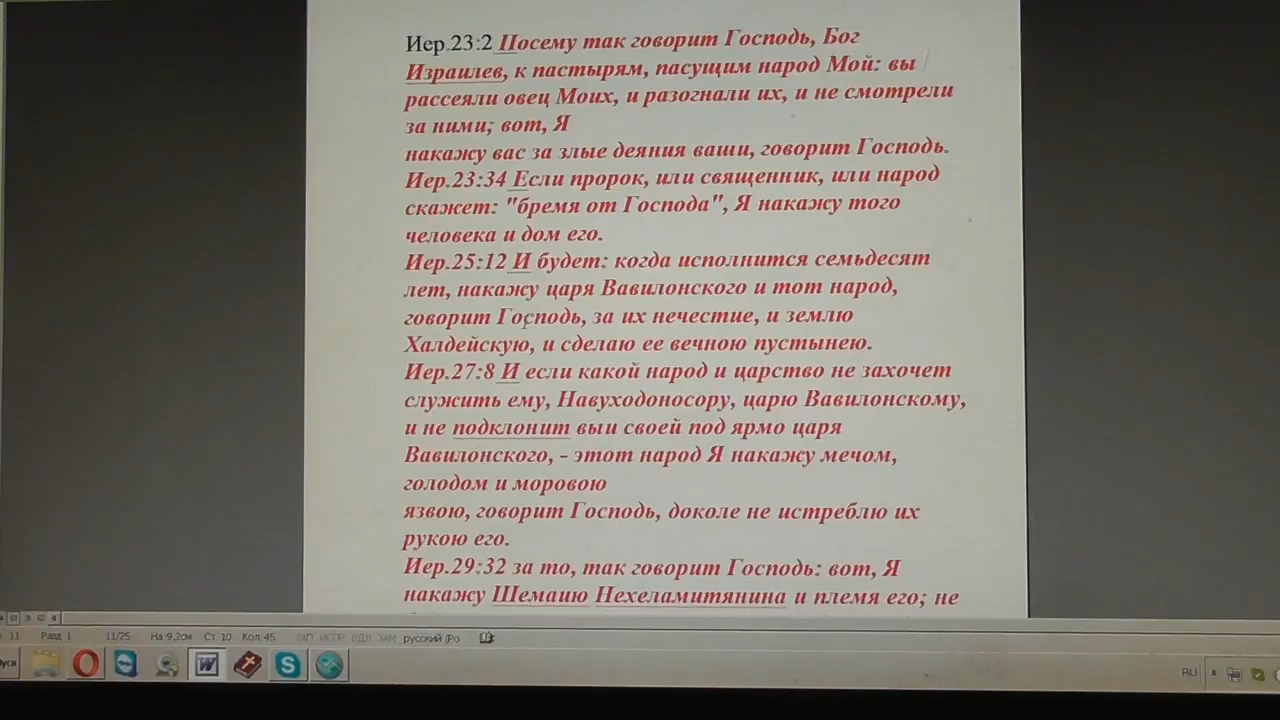 Иер.23:2 Посему так говорит Господь, Бог
Израилев, к пастырям, пасущим народ Мой: вы
рассеяли овец Моих, и разогнали их, и не смотрели
за ними; вот, Я
накажу вас за злые деяния ваши, говорит Господь.
Иер.23:34 Если пророк, или священник, или народ
скажет: "бремя от Господа", Я накажу того
человека и дом его.
Иер.25:12 И будет: когда исполнится семьдесят
лет, накажу царя Вавилонского и тот народ,
говорит Господь, за их нечестие, и землю
Халдейскую, и сделаю ее вечною пустынею.
Иер.27:8 И если какой народ и царство не захочет
служить ему, Навуходоносору, царю Вавилонскому,
и не подклонит выи своей под ярмо царя
Вавилонского, - этот народ Я накажу мечом,
голодом и моровою
язвою, говорит Господь, доколе не истреблю их
рукою его.
Иер.29:32 за то, так говорит Господь: вот, Я
накажу Шемаию Нехеламитянина и племя его; не
11 Разд 1 11/25 На 9,2см Ст 10 Кол 45 ЗАП ИСПР ВДЛ ЗАМ русский (Ро
RU